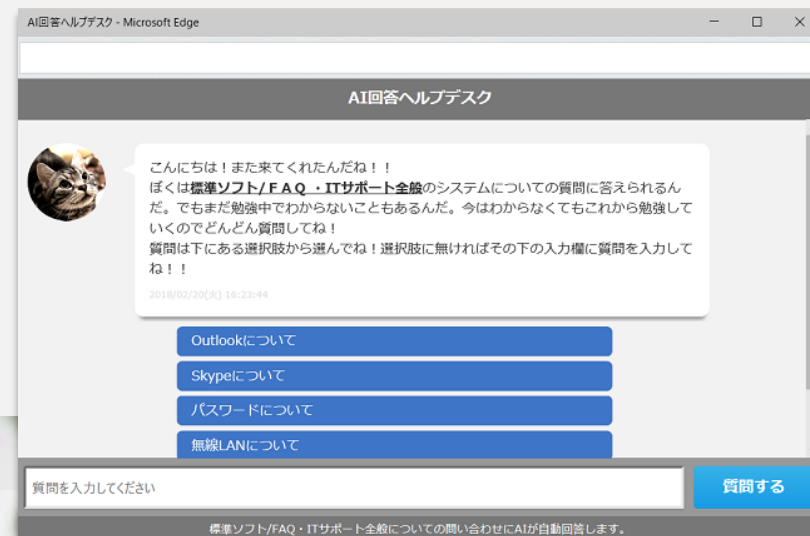 AI回答ヘルプデスク - Microsoft Edge
AI回答ヘルプデスク
こんにちは！また来てくれたんだね！！
ぼくは標準ソフト/ＦＡＱ・ITサポート全般のシステムについての質問に答えられるん
だ。でもまだ勉強中でわからないこともあるんだ。今はわからなくてもこれから勉強して
いくのでどんどん質問してね！
質問は下にある選択肢から選んでね！選択肢に無ければその下の入力欄に質問を入力して
ね！！
2018/02/20(火) 16:23:44
Outlookについて
Skypeについて
パスワードについて
無線LANについて
質問を入力してください
質問する
標準ソフト/FAQ・ITサポート全般についての問い合わせにAIが自動回答します。